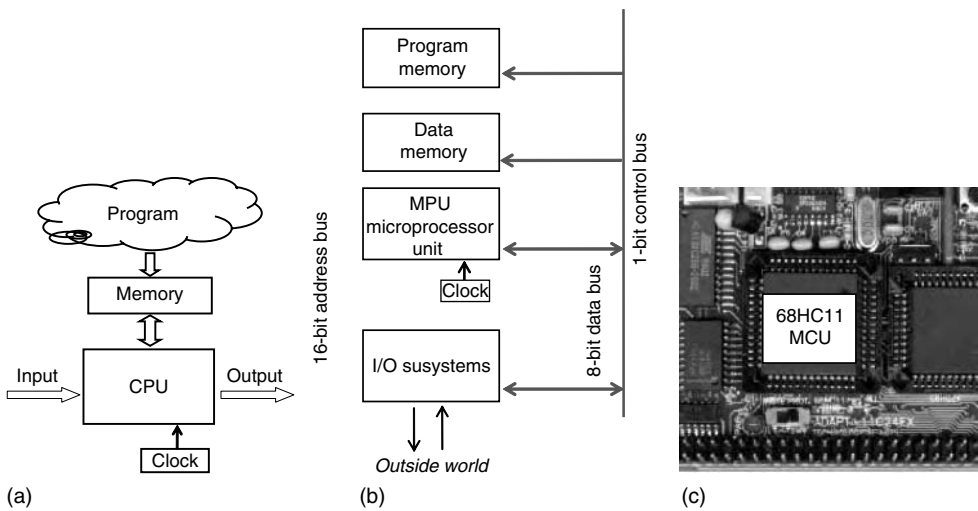 Program
Memory
Input
CPU
Output
Clock
(a)
Program
memory
Data
memory
MPU
microprocessor
unit
Clock
I/O susystems
Outside world
16-bit address bus
8-bit data bus
1-bit control bus
(b)
68HC11
MCU
(c)